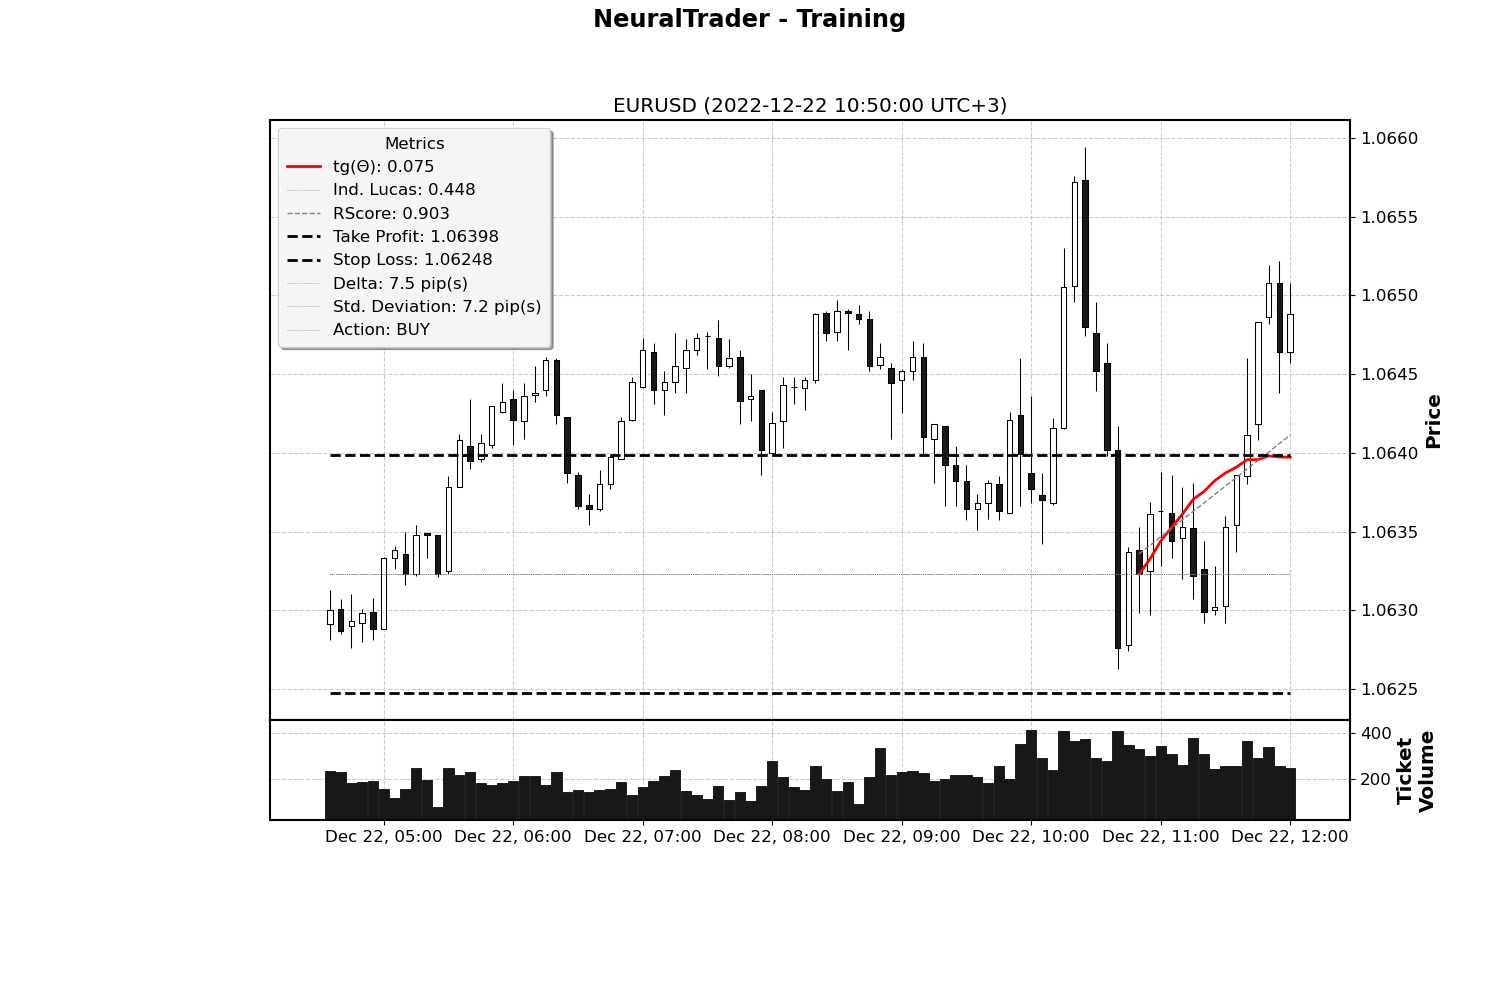 NeuralTrader - Training
EURUSD (2022-12-22 10:50:00 UTC+3)
Metrics
tg(Θ): 0.075
Ind. Lucas: 0.448
RScore: 0.903
Take Profit: 1.06398
Stop Loss: 1.06248
Delta: 7.5 pip(s)
Std. Deviation: 7.2 pip(s)
Action: BUY
1.0660
1.0655
1.0650
1.0645
1.0640
1.0635
1.0630
1.0625
Price
400
200
Ticket
Volume
Dec 22, 05:00 Dec 22, 06:00 Dec 22, 07:00 Dec 22, 08:00 Dec 22, 09:00 Dec 22, 10:00 Dec 22, 11:00 Dec 22, 12:00